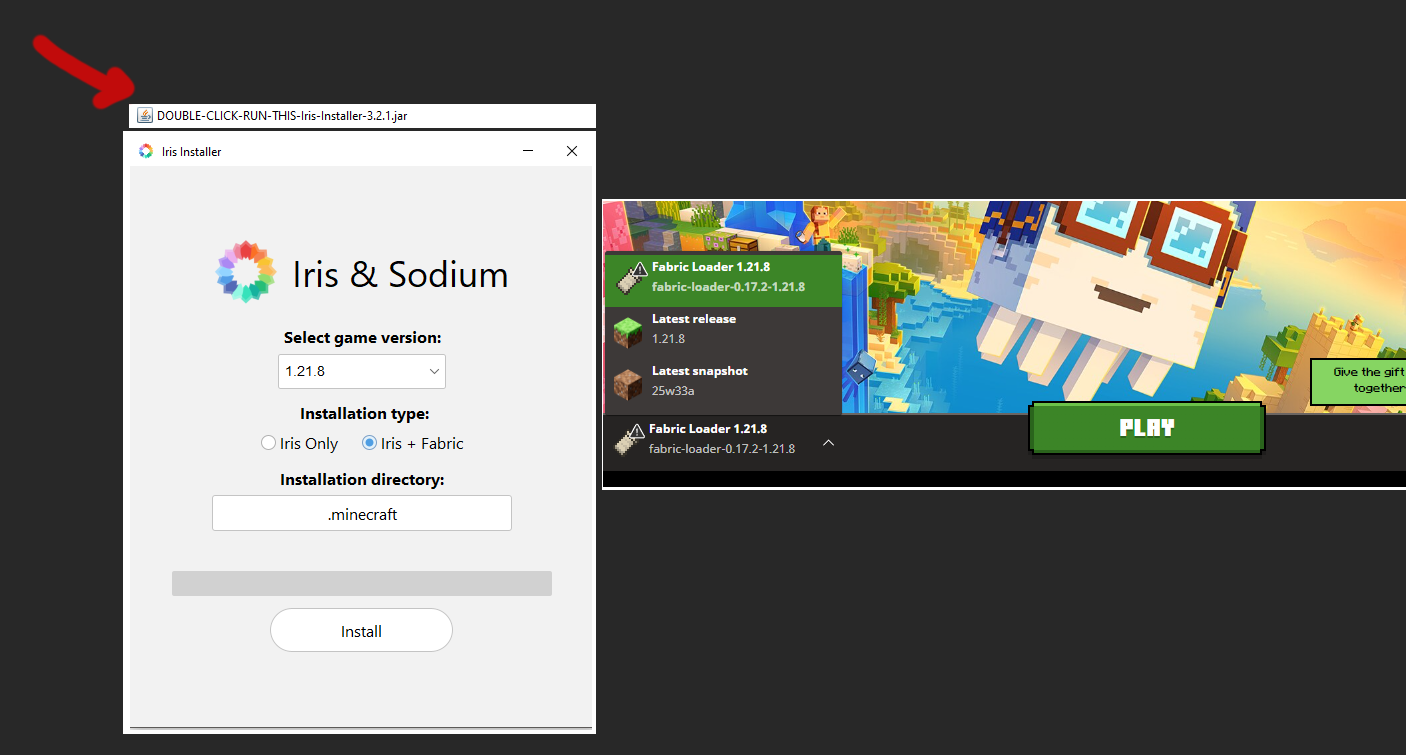 DOUBLE-CLICK-RUN-THIS-Iris-Installer-3.2.1.jar
Iris Installer
Iris & Sodium
Select game version:
1.21.8
Installation type:
Iris Only
Iris + Fabric
Installation directory:
.minecraft
Install
Fabric Loader 1.21.8
fabric-loader-0.17.2-1.21.8
Latest release
1.21.8
Latest snapshot
25w33a
Fabric Loader 1.21.8
fabric-loader-0.17.2-1.21.8
PLAY
Give the gift
together